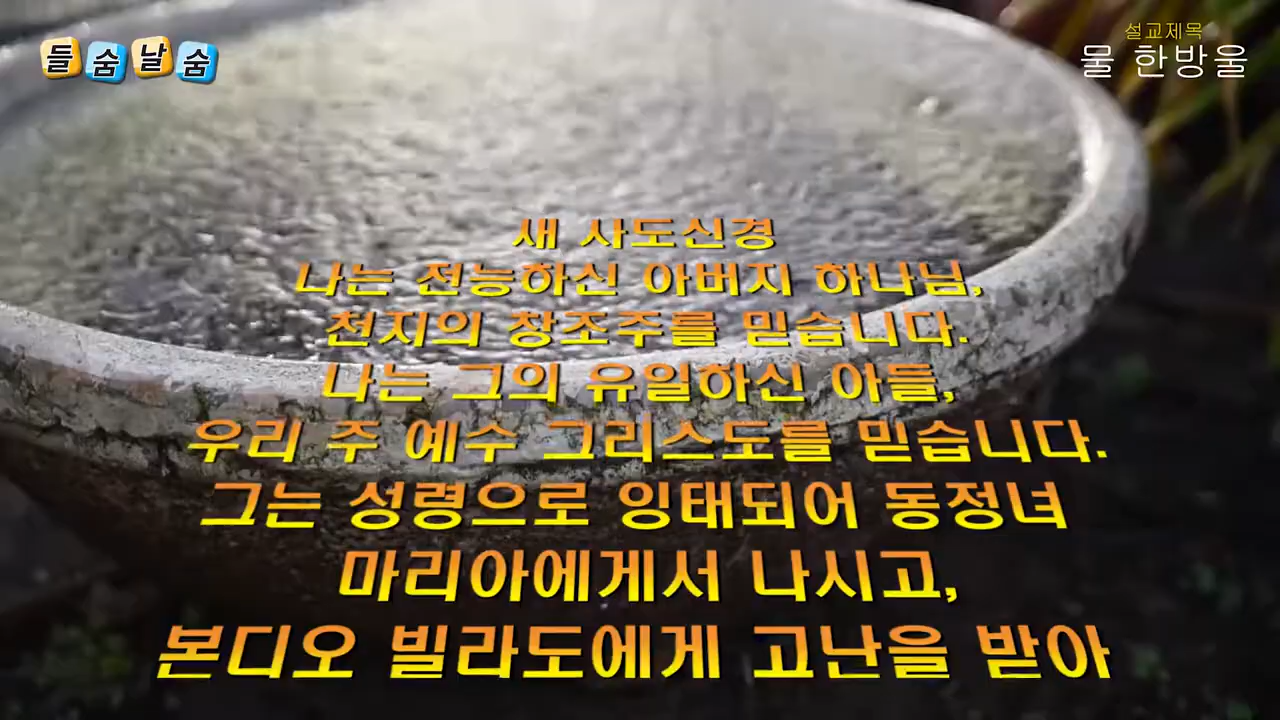 들숨날숨
설교제목
물 한방울
새 사도신경
나는 전능하신 아버지 하나님,
천지의 창조주를 믿습니다.
나는 그의 유일하신 아들,
우리 주 예수 그리스도를 믿습니다.
그는 성령으로 잉태되어 동정녀
마리아에게서 나시고,
본디오 빌라도에게 고난을 받아